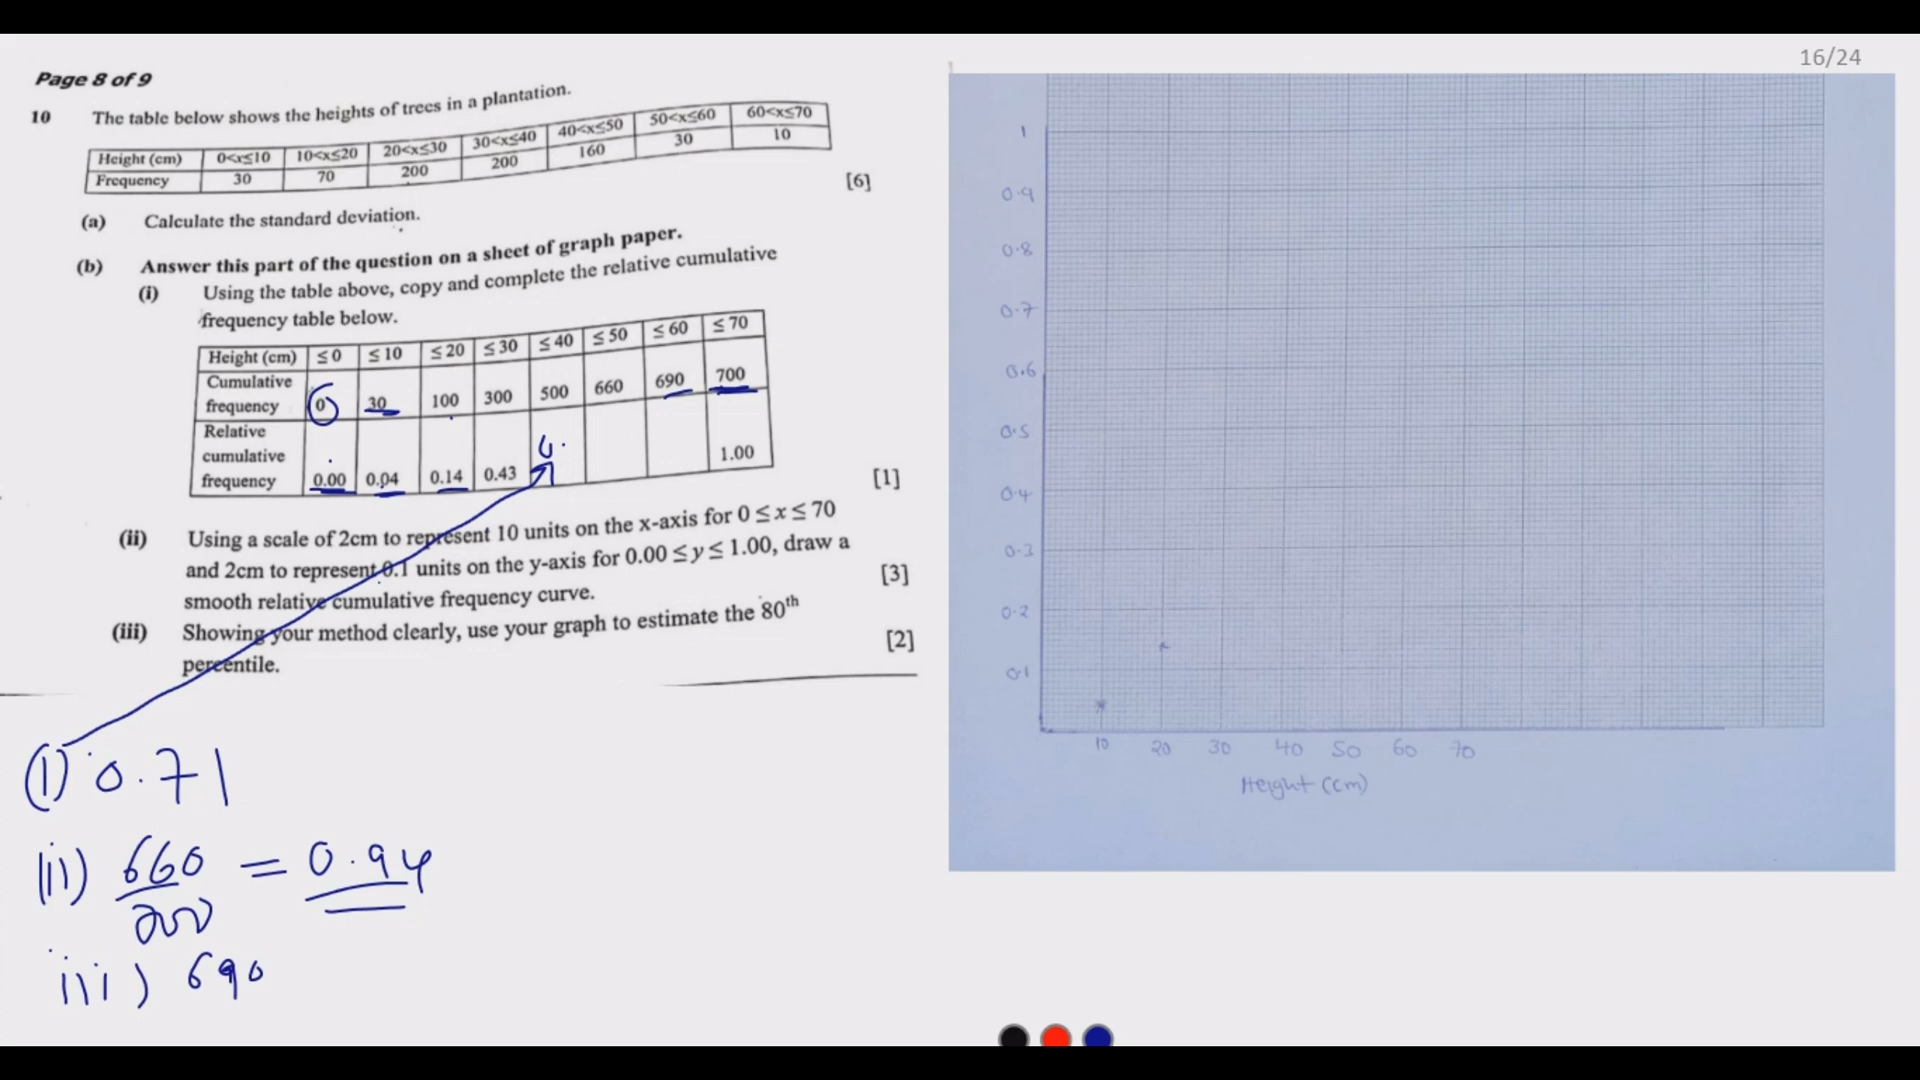 16/24
Page 8 of 9
10 The table below shows the heights of trees in a plantation.
Height (cm) 0<x≤10 10<x≤20 20<x≤30 30<x≤40 40<x≤50 50<x≤60 60<x≤70
Frequency 30 70 200 200 160 30 10
[6]
(a) Calculate the standard deviation.
(b) Answer this part of the question on a sheet of graph paper.
(i) Using the table above, copy and complete the relative cumulative
frequency table below.
Height (cm) ≤ 0 ≤ 10 ≤ 20 ≤ 30 ≤ 40 ≤ 50 ≤ 60 ≤ 70
Cumulative
frequency 0 30 100 300 500 660 690 700
Relative
cumulative
frequency 0.00 0.04 0.14 0.43 1.00
[1]
(ii) Using a scale of 2cm to represent 10 units on the x-axis for 0 ≤ x ≤ 70
and 2cm to represent 0.1 units on the y-axis for 0.00 ≤ y ≤ 1.00, draw a
smooth relative cumulative frequency curve.
[3]
(iii) Showing your method clearly, use your graph to estimate the 80th
percentile.
[2]
(1) 0.71
(ii) 660 = 0.94
iii) 690
1
0.9
0.8
0.7
0.6
0.5
0.4
0.3
0.2
0.1
10 20 30 40 50 60 70
Height (cm)